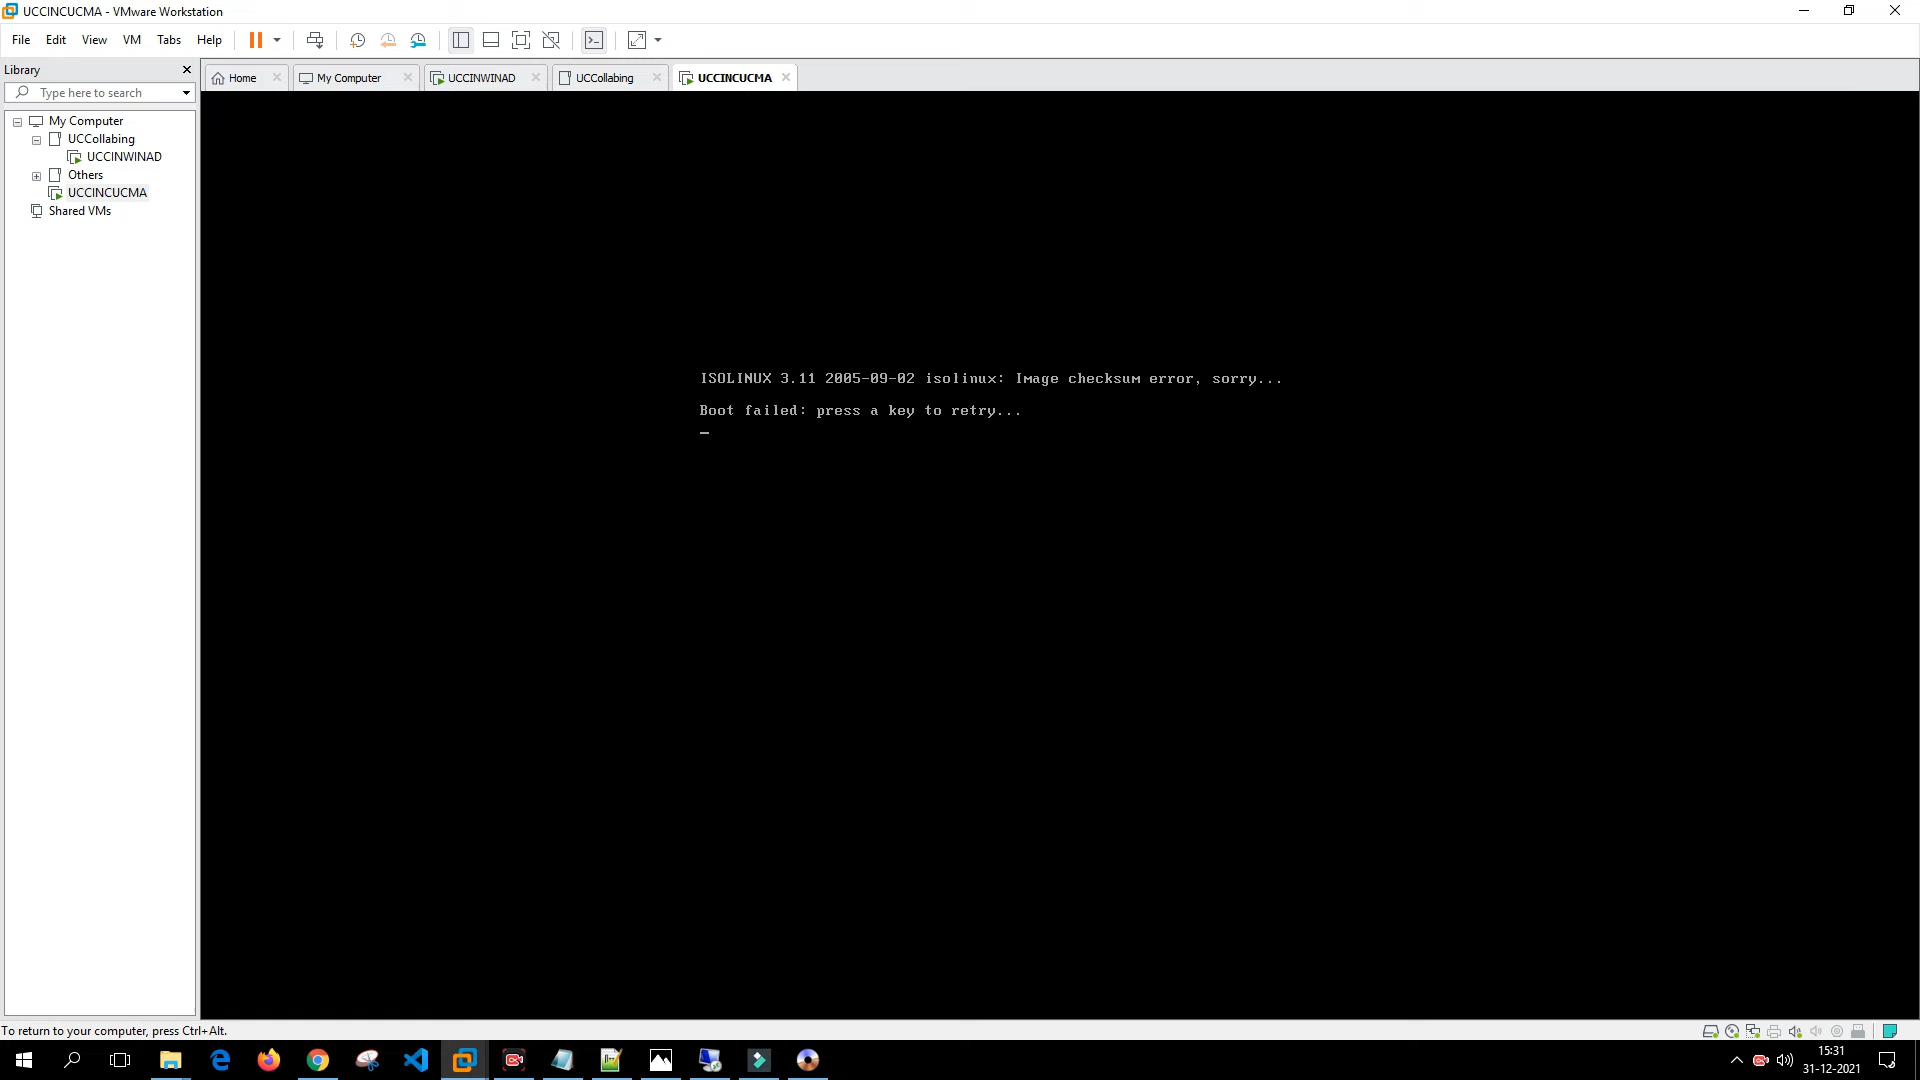 UCCINCUCMA - VMware Workstation
File Edit View VM Tabs Help
Library
Type here to search
Home
My Computer
UCCINWINAD
UCCollabing
UCCINCUCMA
My Computer
UCCollabing
UCCINWINAD
Others
UCCINCUCMA
Shared VMs
ISOLINUX 3.11 2005-09-02 isolinux: Image checksum error, sorry...
Boot failed: press a key to retry...
To return to your computer, press Ctrl+Alt.
15:31
31-12-2021